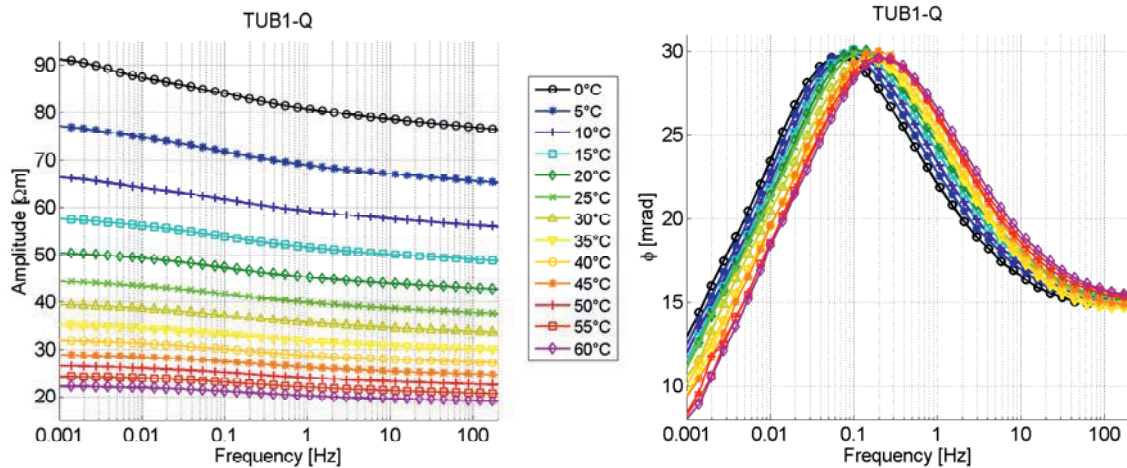 TUB1-Q
Amplitude [Ωm]
90
80
70
60
50
40
30
20
0.001 0.01 0.1 1 10 100
Frequency [Hz]
0°C
5°C
10°C
15°C
20°C
25°C
30°C
35°C
40°C
45°C
50°C
55°C
60°C
TUB1-Q
ϕ [mrad]
30
25
20
15
10
0.001 0.01 0.1 1 10 100
Frequency [Hz]